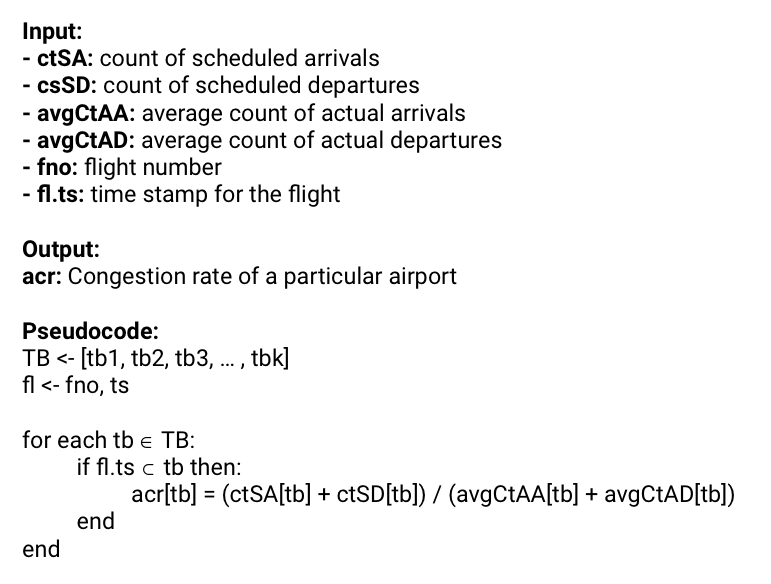 Input:
- ctSA: count of scheduled arrivals
- csSD: count of scheduled departures
- avgCtAA: average count of actual arrivals
- avgCtAD: average count of actual departures
- fno: flight number
- fl.ts: time stamp for the flight
Output:
acr: Congestion rate of a particular airport
Pseudocode:
TB <- [tb1, tb2, tb3, ... , tbk]
fl <- fno, ts
for each tb ∈ TB:
if fl.ts ⊂ tb then:
acr[tb] = (ctSA[tb] + ctSD[tb]) / (avgCtAA[tb] + avgCtAD[tb])
end
end